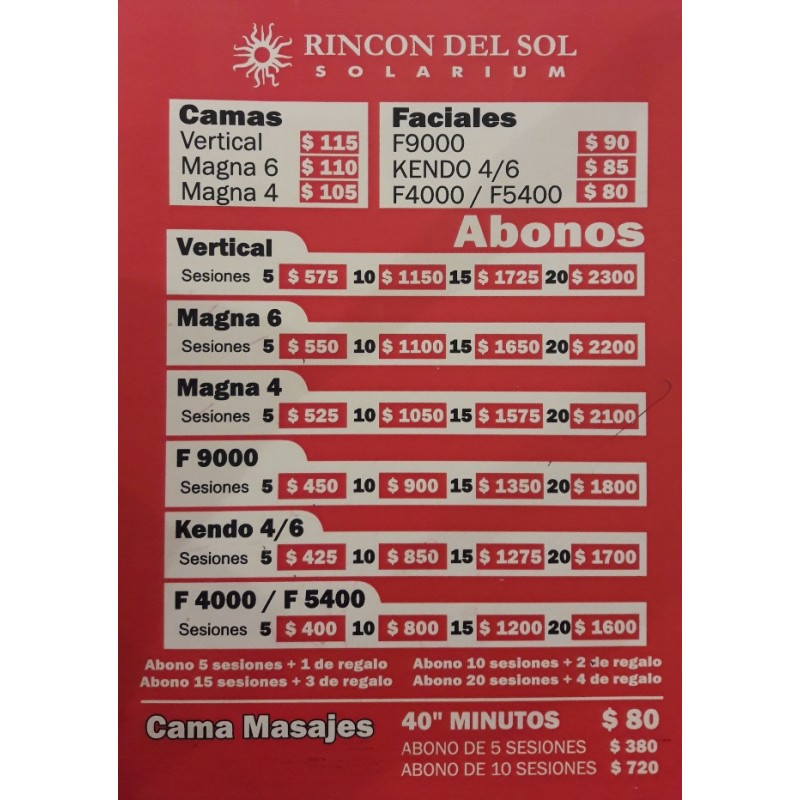 RINCON DEL SOL
SOLARIUM
Camas
Vertical $ 115
Magna 6 $ 110
Magna 4 $ 105
Faciales
F9000 $ 90
KENDO 4/6 $ 85
F4000 / F5400 $ 80
Abonos
Vertical
Sesiones 5 $ 575 10 $ 1150 15 $ 1725 20 $ 2300
Magna 6
Sesiones 5 $ 550 10 $ 1100 15 $ 1650 20 $ 2200
Magna 4
Sesiones 5 $ 525 10 $ 1050 15 $ 1575 20 $ 2100
F 9000
Sesiones 5 $ 450 10 $ 900 15 $ 1350 20 $ 1800
Kendo 4/6
Sesiones 5 $ 425 10 $ 850 15 $ 1275 20 $ 1700
F 4000 / F 5400
Sesiones 5 $ 400 10 $ 800 15 $ 1200 20 $ 1600
Abono 5 sesiones + 1 de regalo Abono 10 sesiones + 2 de regalo
Abono 15 sesiones + 3 de regalo Abono 20 sesiones + 4 de regalo
Cama Masajes
40" MINUTOS $ 80
ABONO DE 5 SESIONES $ 380
ABONO DE 10 SESIONES $ 720